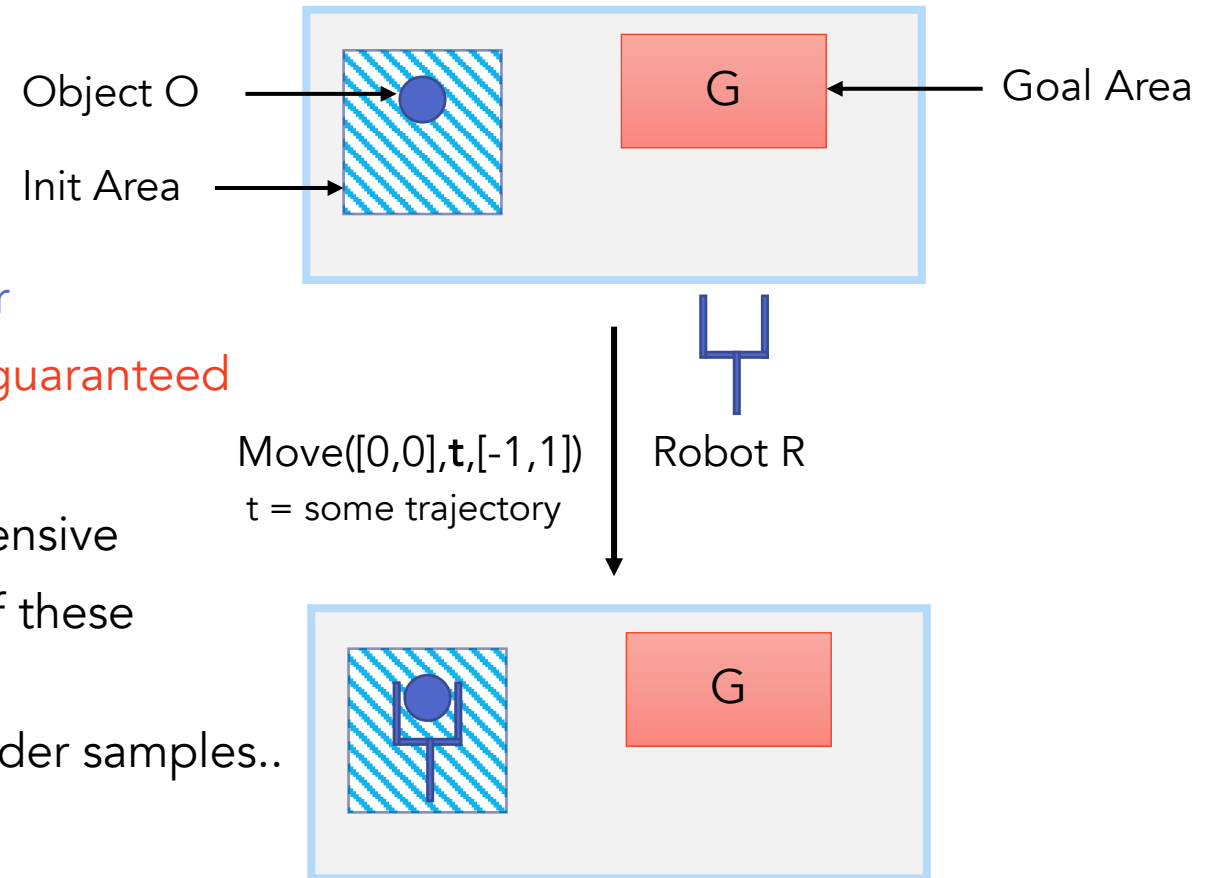 Object O
G
Goal Area
Init Area
r
guaranteed
Move([0,0],t,[-1,1])
Robot R
t = some trajectory
ensive
f these
G
der samples..